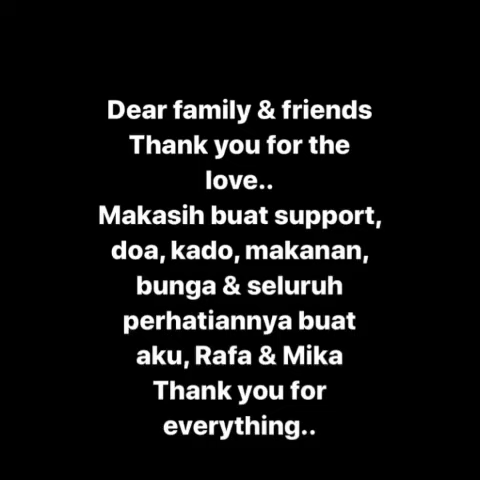 Dear family & friends
Thank you for the
love..
Makasih buat support,
doa, kado, makanan,
bunga & seluruh
perhatiannya buat
aku, Rafa & Mika
Thank you for
everything..